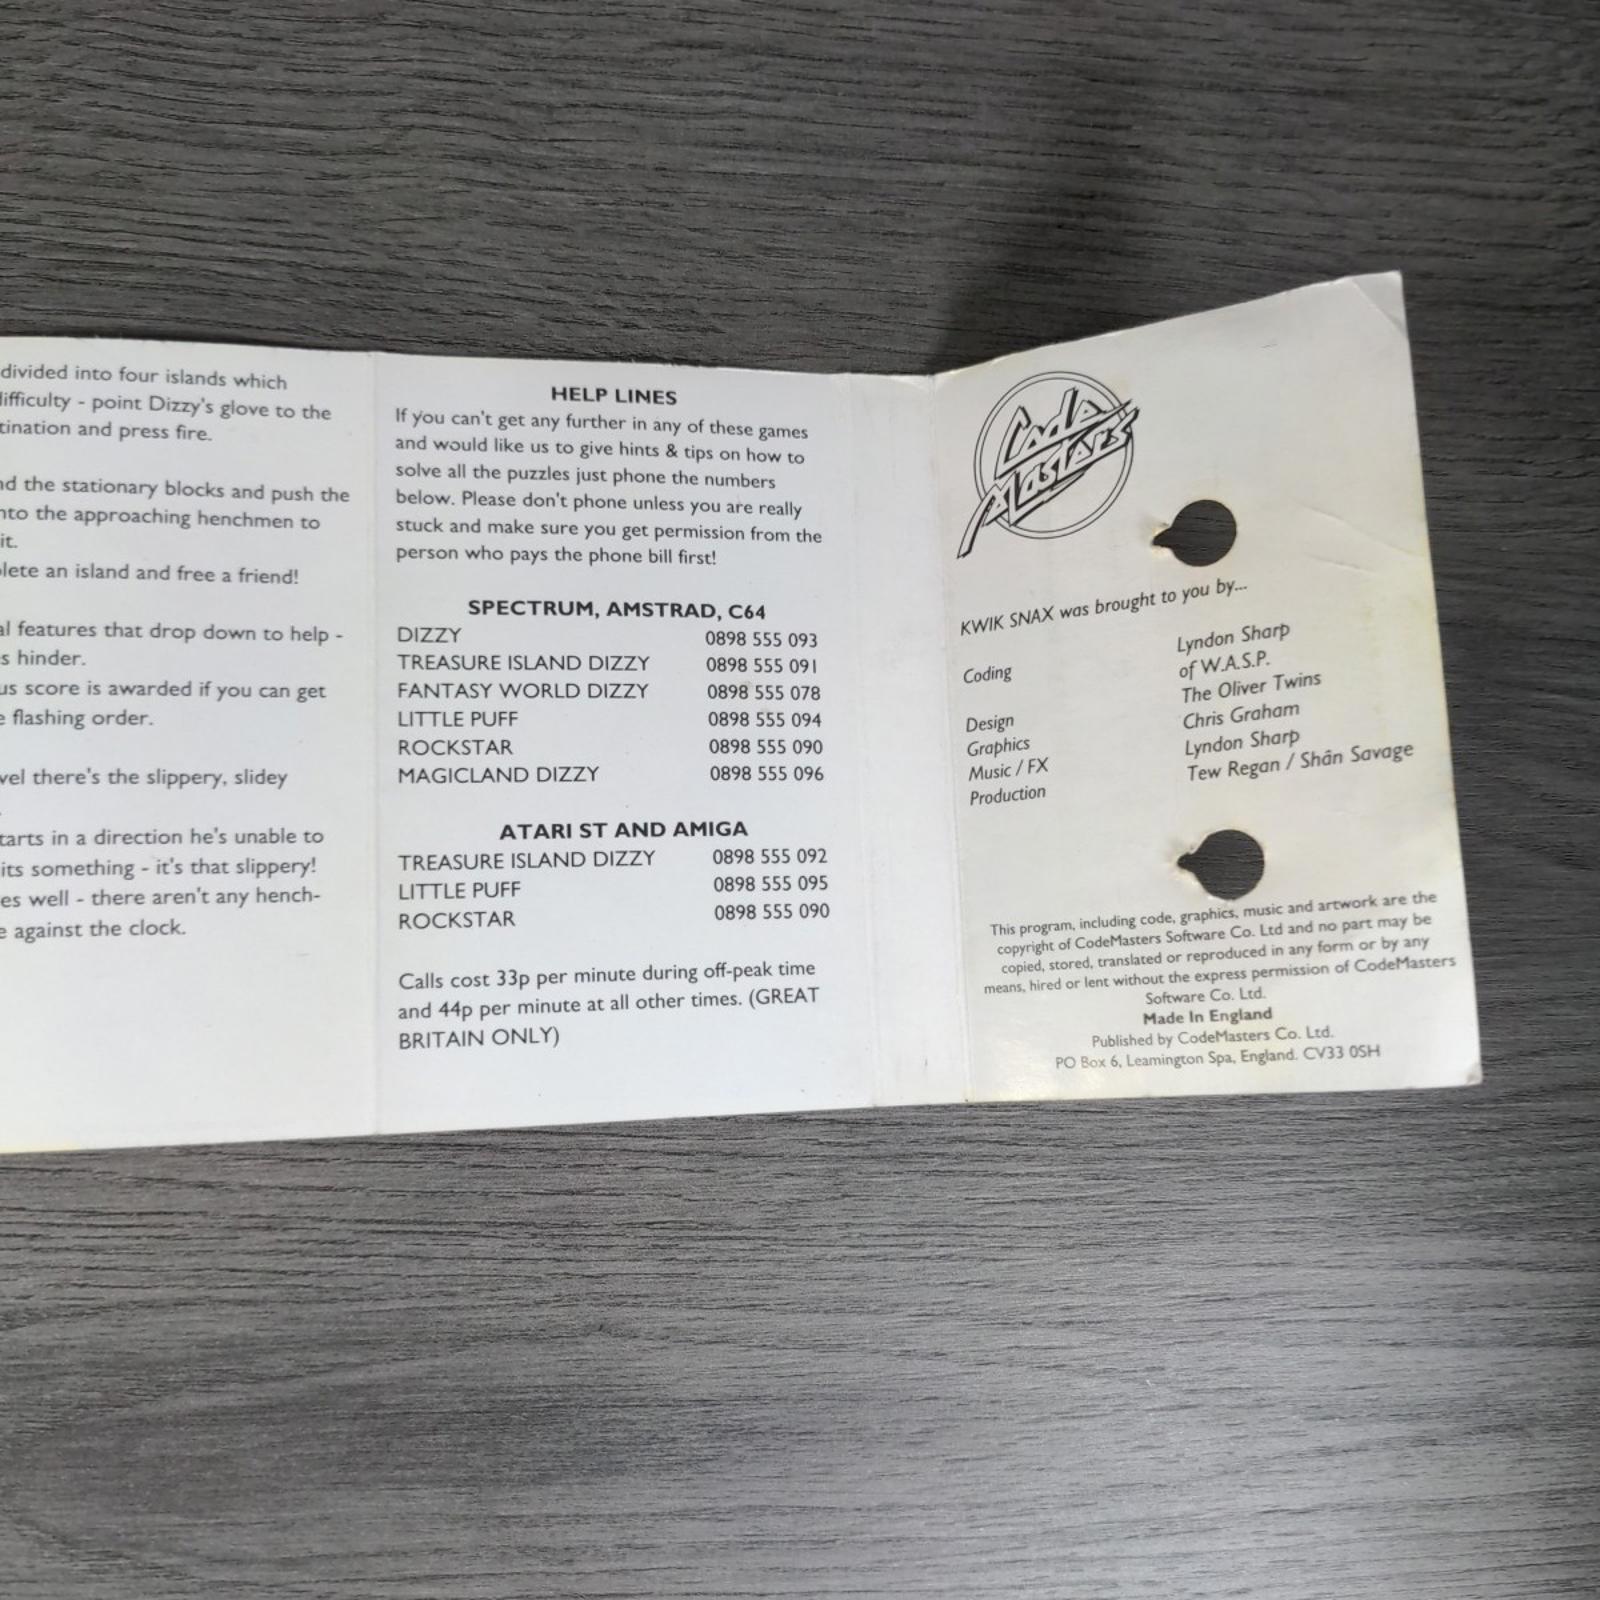 divided into four islands which
difficulty - point Dizzy's glove to the
and press fire.
the stationary blocks and push the
the approaching henchmen to
it.
an island and free a friend!
features that drop down to help -
hinder.
score is awarded if you can get
flashing order.
there's the slippery, slidey
in a direction he's unable to
something - it's that slippery!
well - there aren't any hench-
against the clock.
HELP LINES
If you can't get any further in any of these games
and would like us to give hints & tips on how to
solve all the puzzles just phone the numbers
below. Please don't phone unless you are really
stuck and make sure you get permission from the
person who pays the phone bill first!
SPECTRUM, AMSTRAD, C64
DIZZY 0898 555 093
TREASURE ISLAND DIZZY 0898 555 091
FANTASY WORLD DIZZY 0898 555 078
LITTLE PUFF 0898 555 094
ROCKSTAR 0898 555 090
MAGICLAND DIZZY 0898 555 096
ATARI ST AND AMIGA
TREASURE ISLAND DIZZY 0898 555 092
LITTLE PUFF 0898 555 095
ROCKSTAR 0898 555 090
Calls cost 33p per minute during off-peak time
and 44p per minute at all other times. (GREAT
BRITAIN ONLY)
Code
Masters
KWIK SNAX was brought to you by...
Coding Lyndon Sharp
of W.A.S.P.
Design The Oliver Twins
Graphics Chris Graham
Music / FX Lyndon Sharp
Production Tew Regan / Shân Savage
This program, including code, graphics, music and artwork are the
copyright of CodeMasters Software Co. Ltd and no part may be
copied, stored, translated or reproduced in any form or by any
means, hired or lent without the express permission of CodeMasters
Software Co. Ltd.
Made In England
Published by CodeMasters Co. Ltd.
PO Box 6, Leamington Spa, England. CV33 0SH